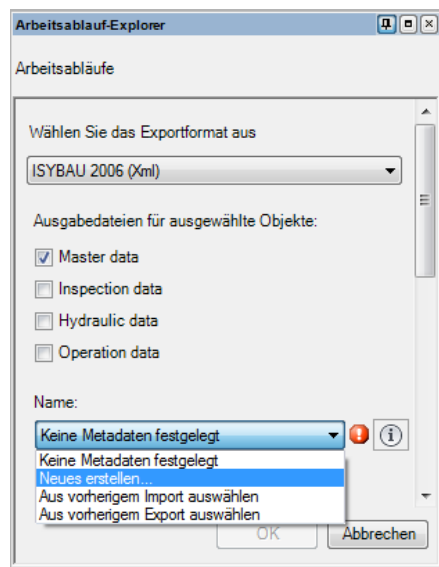 Arbeitsablauf-Explorer
Arbeitsabläufe
Wählen Sie das Exportformat aus
ISYBAU 2006 (Xml)
Ausgabedateien für ausgewählte Objekte:
Master data
Inspection data
Hydraulic data
Operation data
Name:
Keine Metadaten festgelegt
Keine Metadaten festgelegt
Neues erstellen...
Aus vorherigem Import auswählen
Aus vorherigem Export auswählen
OK Abbrechen